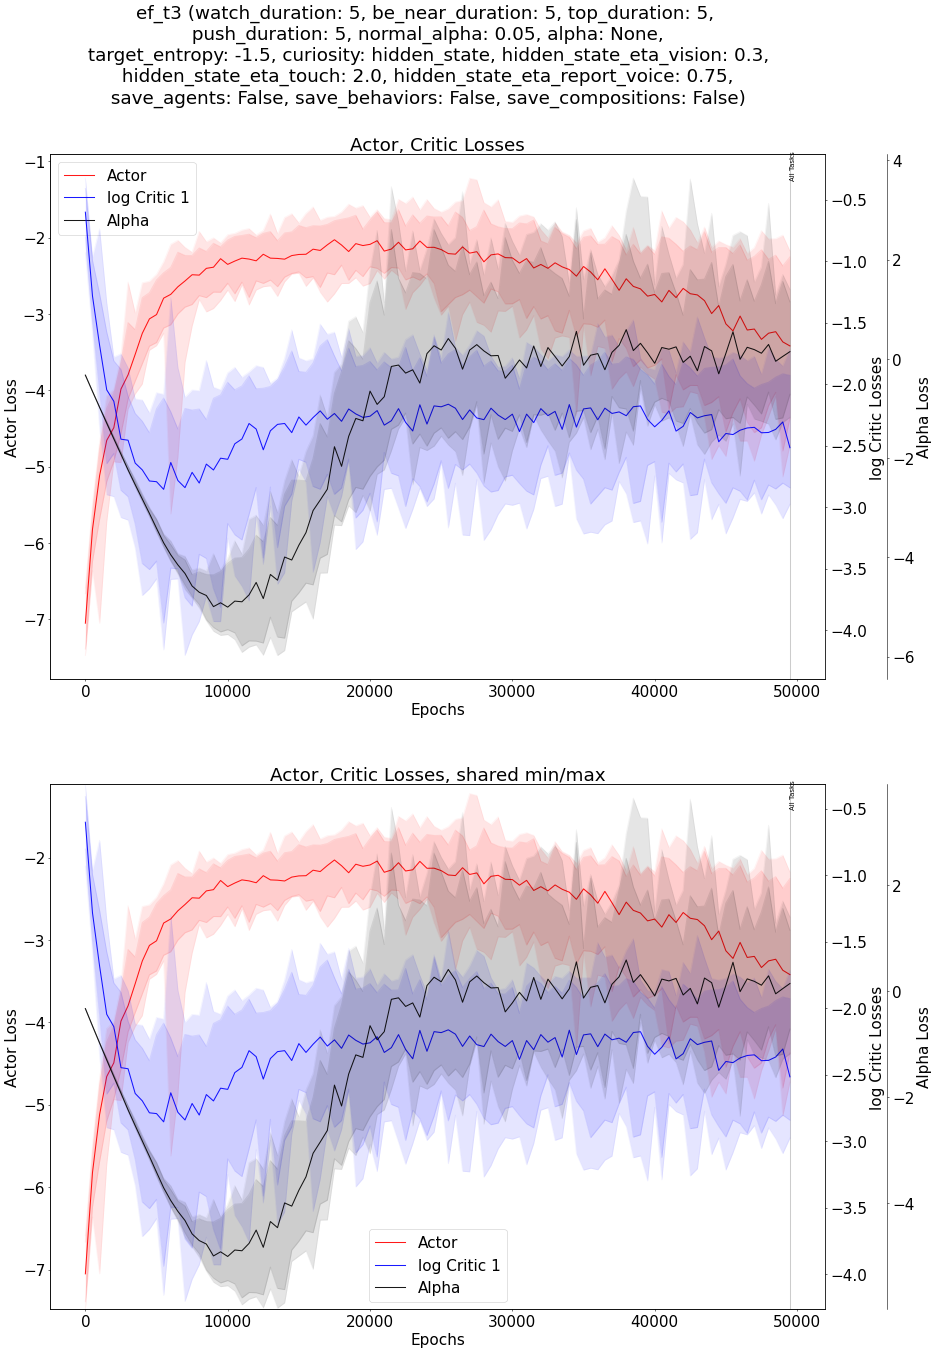 ef_t3 (watch_duration: 5, be_near_duration: 5, top_duration: 5,
push_duration: 5, normal_alpha: 0.05, alpha: None,
target_entropy: -1.5, curiosity: hidden_state, hidden_state_eta_vision: 0.3,
hidden_state_eta_touch: 2.0, hidden_state_eta_report_voice: 0.75,
save_agents: False, save_behaviors: False, save_compositions: False)
Actor, Critic Losses
Actor
log Critic 1
Alpha
All Tasks
Actor Loss
−1
−2
−3
−4
−5
−6
−7
0
10000
20000
30000
40000
50000
Epochs
−0.5
−1.0
−1.5
−2.0
−2.5
−3.0
−3.5
−4.0
log Critic Losses
4
2
0
−2
−4
−6
Alpha Loss
Actor, Critic Losses, shared min/max
All Tasks
Actor Loss
−2
−3
−4
−5
−6
−7
Actor
log Critic 1
Alpha
0
10000
20000
30000
40000
50000
Epochs
−0.5
−1.0
−1.5
−2.0
−2.5
−3.0
−3.5
−4.0
log Critic Losses
2
0
−2
−4
Alpha Loss